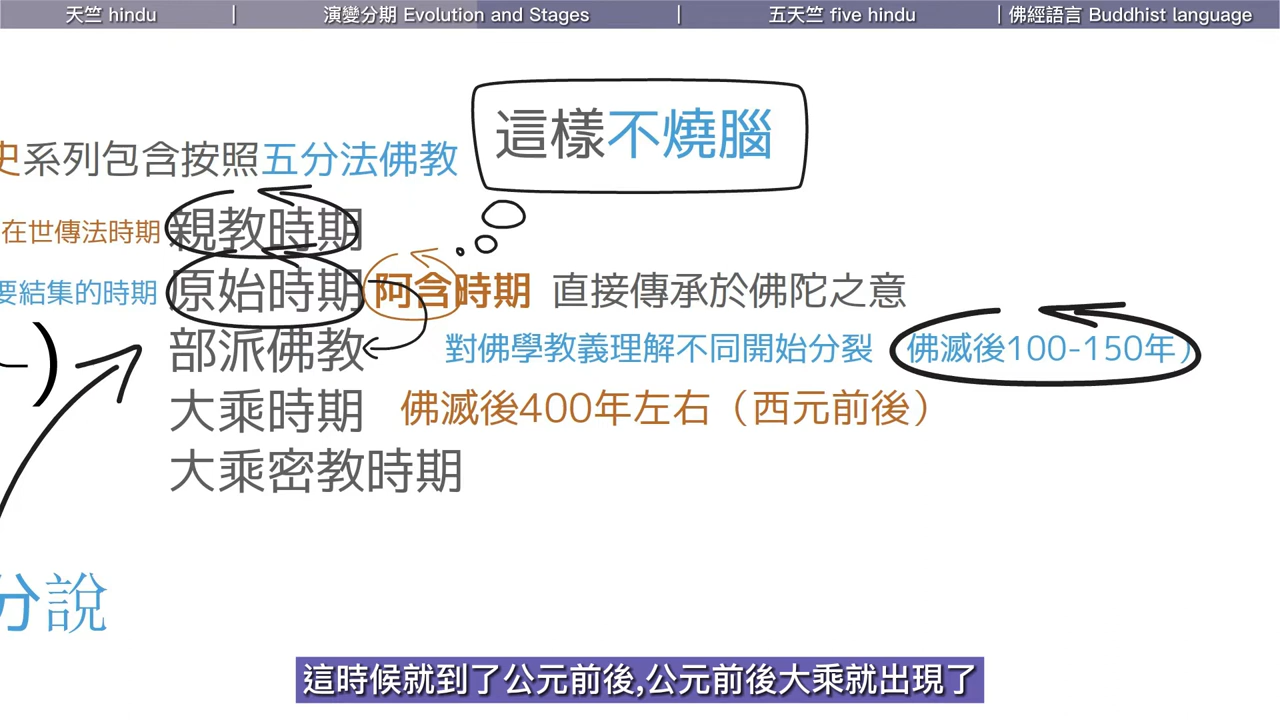 天竺 hindu | 演變分期 Evolution and Stages | 五天竺 five hindu | 佛經語言 Buddhist language
這樣不燒腦
史系列包含按照五分法佛教
在世傳法時期 親教時期
要結集的時期 原始時期 阿含時期 直接傳承於佛陀之意
部派佛教 對佛學教義理解不同開始分裂 佛滅後100-150年)
大乘時期 佛滅後400年左右（西元前後）
大乘密教時期
分說
這時候就到了公元前後,公元前後大乘就出現了